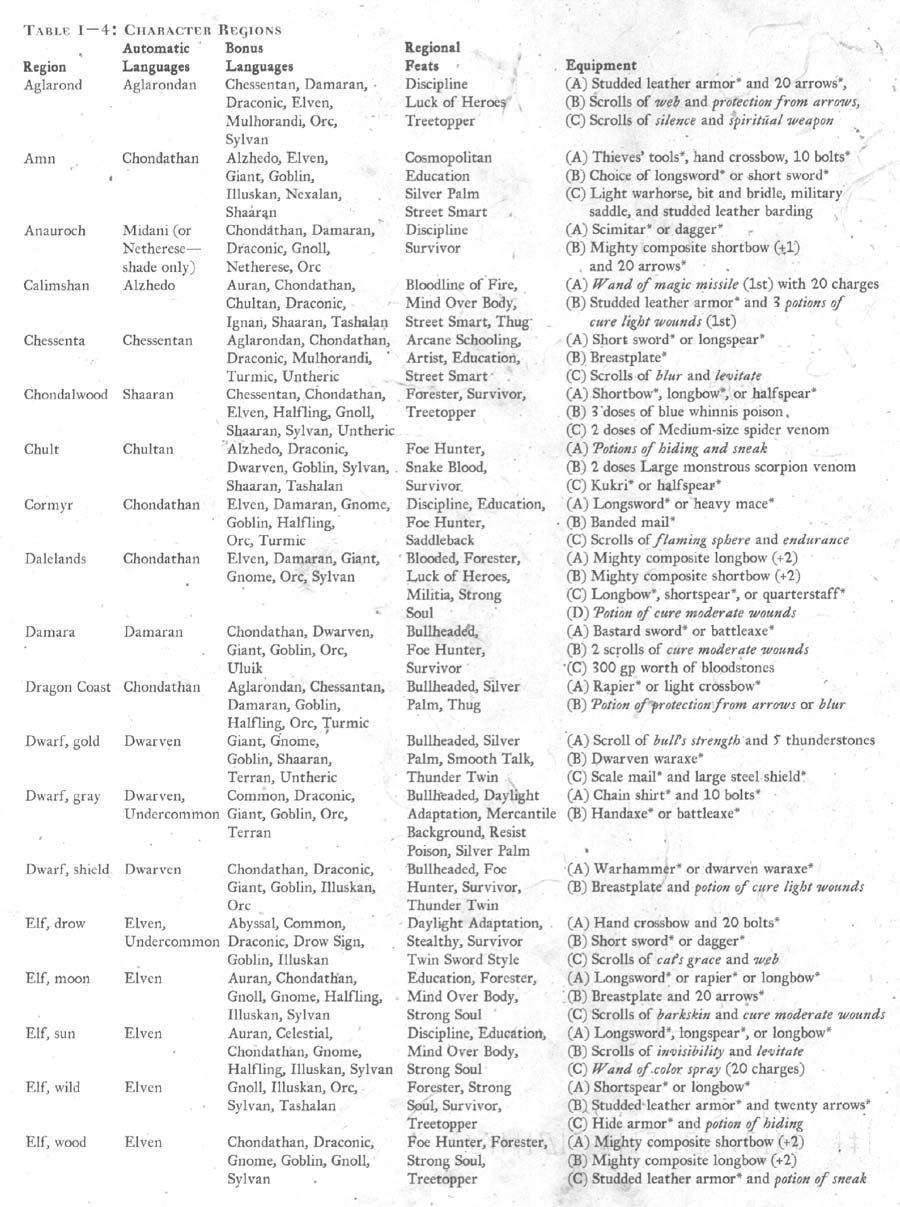 Table 1–4: Character Regions
Automatic Bonus Regional
Region Languages Languages Feats Equipment
Aglarond Aglarondan Chessentan, Damaran, Discipline (A) Studded leather armor* and 20 arrows*,
Draconic, Elven, Luck of Heroes (B) Scrolls of web and protection from arrows,
Mulhorandi, Orc, Treetopper (C) Scrolls of silence and spiritual weapon
Sylvan
Amn Chondathan Alzhedo, Elven, Cosmopolitan (A) Thieves' tools*, hand crossbow, 10 bolts*
Giant, Goblin, Education (B) Choice of longsword* or short sword*
Illuskan, Nexalan, Silver Palm (C) Light warhorse, bit and bridle, military
Shaaran Street Smart saddle, and studded leather barding
Anauroch Midani (or Chondathan, Damaran, Discipline (A) Scimitar* or dagger*
Netherese— Draconic, Gnoll, Survivor (B) Mighty composite shortbow (+1)
shade only) Netherese, Orc and 20 arrows*
Calimshan Alzhedo Auran, Chondathan, Bloodline of Fire, (A) Wand of magic missile (1st) with 20 charges
Chultan, Draconic, Mind Over Body, (B) Studded leather armor* and 3 potions of
Ignan, Shaaran, Tashalan Street Smart, Thug cure light wounds (1st)
Chessenta Chessentan Aglarondan, Chondathan, Arcane Schooling, (A) Short sword* or longspear*
Draconic, Mulhorandi, Artist, Education, (B) Breastplate*
Turmic, Untheric Street Smart (C) Scrolls of blur and levitate
Chondalwood Shaaran Chessentan, Chondathan, Forester, Survivor, (A) Shortbow*, longbow*, or halfspear*
Elven, Halfling, Gnoll, Treetopper (B) 3 doses of blue whinnis poison
Shaaran, Sylvan, Untheric (C) 2 doses of Medium-size spider venom
Chult Chultan Alzhedo, Draconic, Foe Hunter, (A) Potions of hiding and sneak
Dwarven, Goblin, Sylvan, Snake Blood, (B) 2 doses Large monstrous scorpion venom
Shaaran, Tashalan Survivor (C) Kukri* or halfspear*
Cormyr Chondathan Elven, Damaran, Gnome, Discipline, Education, (A) Longsword* or heavy mace*
Goblin, Halfling, Foe Hunter, (B) Banded mail*
Orc, Turmic Saddleback (C) Scrolls of flaming sphere and endurance
Dalelands Chondathan Elven, Damaran, Giant, Blooded, Forester, (A) Mighty composite longbow (+2)
Gnome, Orc, Sylvan Luck of Heroes, (B) Mighty composite shortbow (+2)
Militia, Strong (C) Longbow*, shortspear*, or quarterstaff*
Soul (D) Potion of cure moderate wounds
Damara Damaran Chondathan, Dwarven, Bullheaded, (A) Bastard sword* or battleaxe*
Giant, Goblin, Orc, Foe Hunter, (B) 2 scrolls of cure moderate wounds
Uluik Survivor (C) 300 gp worth of bloodstones
Dragon Coast Chondathan Aglarondan, Chessantan, Bullheaded, Silver (A) Rapier* or light crossbow*
Damaran, Goblin, Palm, Thug (B) Potion of protection from arrows or blur
Halfling, Orc, Turmic
Dwarf, gold Dwarven Giant, Gnome, Bullheaded, Silver (A) Scroll of bull's strength and 5 thunderstones
Goblin, Shaaran, Palm, Smooth Talk, (B) Dwarven waraxe*
Terran, Untheric Thunder Twin (C) Scale mail* and large steel shield*
Dwarf, gray Dwarven, Common, Draconic, Bullheaded, Daylight (A) Chain shirt* and 10 bolts*
Undercommon Giant, Goblin, Orc, Adaptation, Mercantile (B) Handaxe* or battleaxe*
Terran Background, Resist
Poison, Silver Palm
Dwarf, shield Dwarven Chondathan, Draconic, Bullheaded, Foe (A) Warhammer* or dwarven waraxe*
Giant, Goblin, Illuskan, Hunter, Survivor, (B) Breastplate and potion of cure light wounds
Orc Thunder Twin
Elf, drow Elven, Abyssal, Common, Daylight Adaptation, (A) Hand crossbow and 20 bolts*
Undercommon Draconic, Drow Sign, Stealthy, Survivor (B) Short sword* or dagger*
Goblin, Illuskan Twin Sword Style (C) Scrolls of cat's grace and web
Elf, moon Elven Auran, Chondathan, Education, Forester, (A) Longsword* or rapier* or longbow*
Gnoll, Gnome, Halfling, Mind Over Body, (B) Breastplate and 20 arrows*
Illuskan, Sylvan Strong Soul (C) Scrolls of barkskin and cure moderate wounds
Elf, sun Elven Auran, Celestial, Discipline, Education, (A) Longsword*, longspear*, or longbow*
Chondathan, Gnome, Mind Over Body, (B) Scrolls of invisibility and levitate
Halfling, Illuskan, Sylvan Strong Soul (C) Wand of color spray (20 charges)
Elf, wild Elven Gnoll, Illuskan, Orc, Forester, Strong (A) Shortspear* or longbow*
Sylvan, Tashalan Soul, Survivor, (B) Studded leather armor* and twenty arrows*
Treetopper (C) Hide armor* and potion of hiding
Elf, wood Elven Chondathan, Draconic, Foe Hunter, Forester, (A) Mighty composite shortbow (+2)
Gnome, Goblin, Gnoll, Strong Soul, (B) Mighty composite longbow (+2)
Sylvan Treetopper (C) Studded leather armor* and potion of sneak